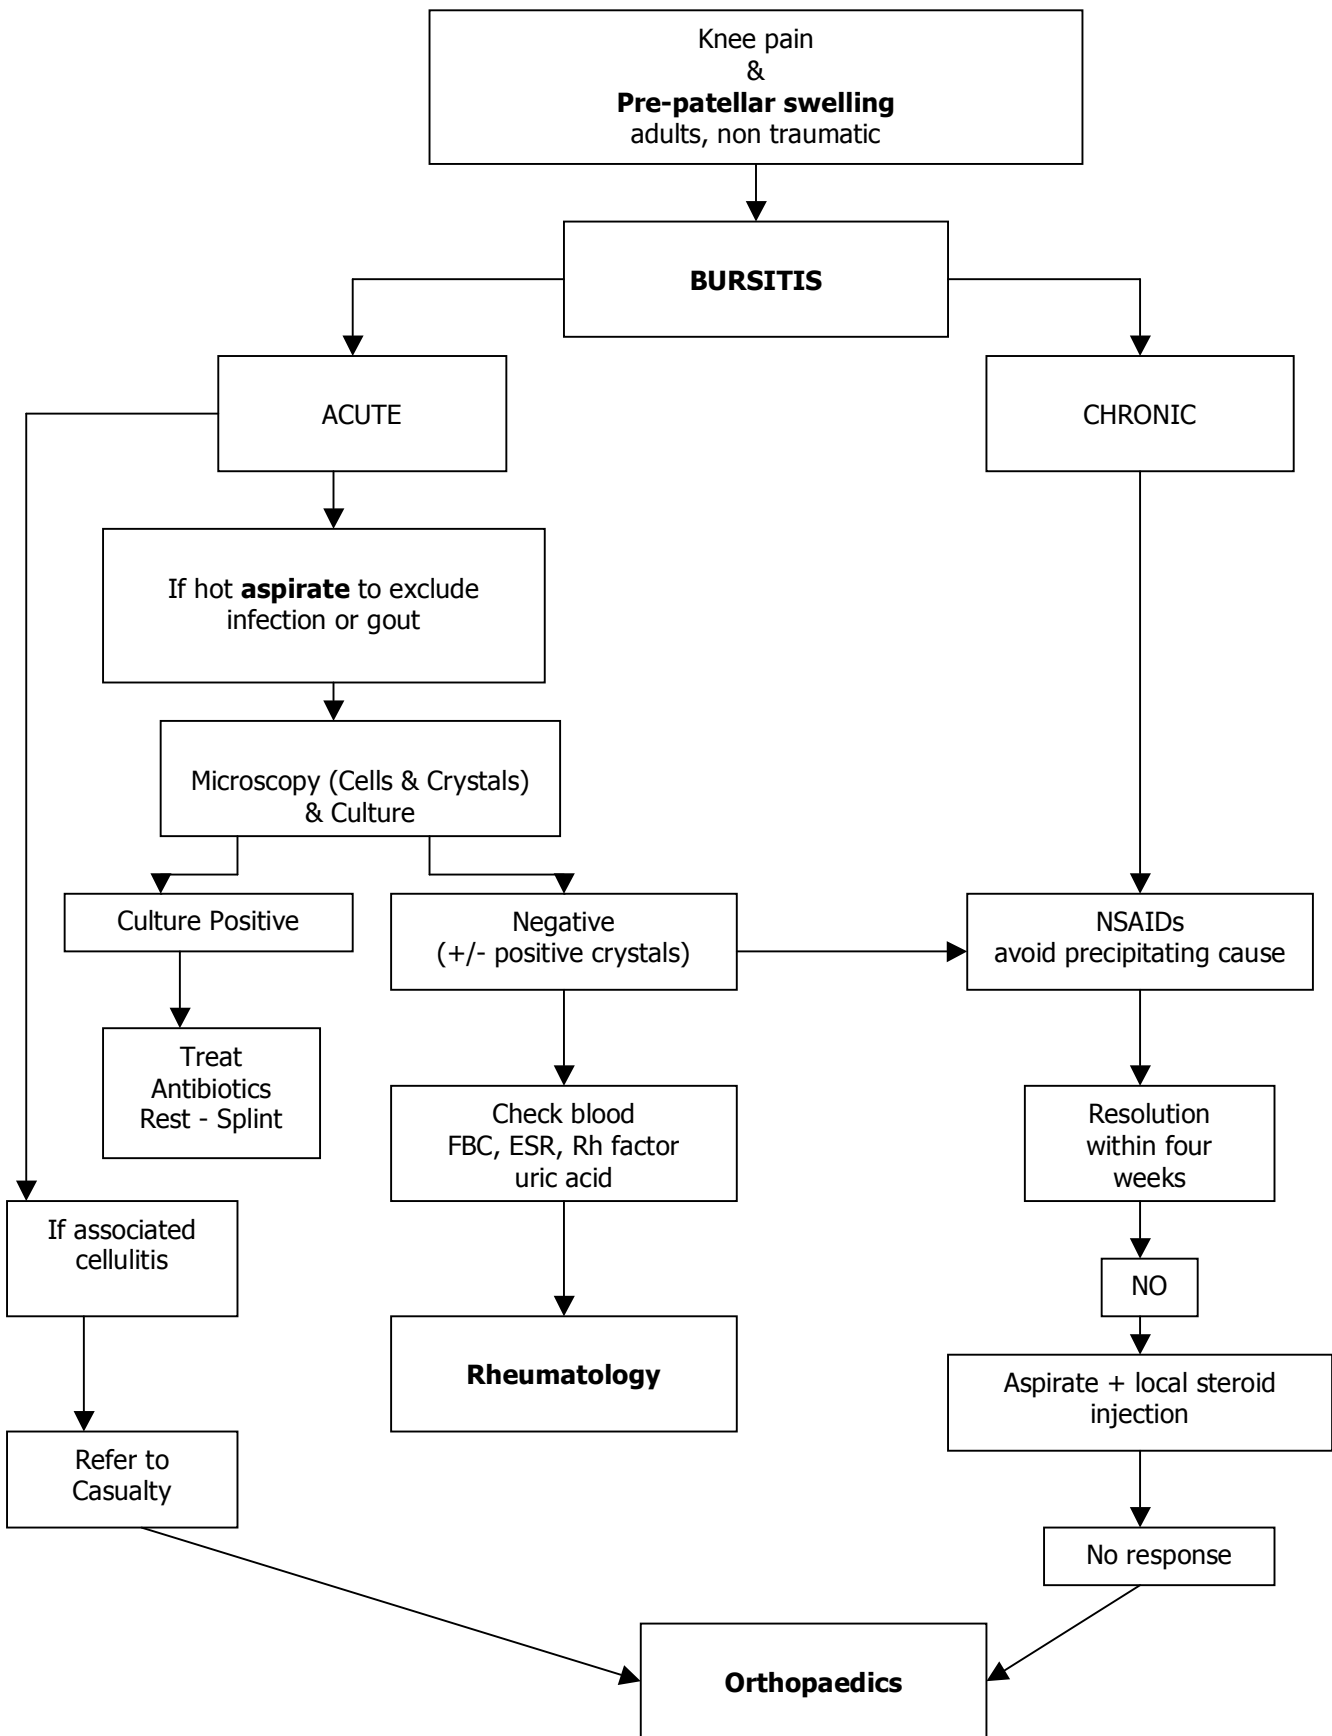 Knee pain
&
Pre-patellar swelling
adults, non traumatic
BURSITIS
ACUTE
CHRONIC
If hot aspirate to exclude
infection or gout
Microscopy (Cells & Crystals)
& Culture
Culture Positive
Negative
(+/- positive crystals)
NSAIDs
avoid precipitating cause
Treat
Antibiotics
Rest - Splint
Check blood
FBC, ESR, Rh factor
uric acid
Resolution
within four
weeks
If associated
cellulitis
NO
Rheumatology
Aspirate + local steroid
injection
Refer to
Casualty
No response
Orthopaedics